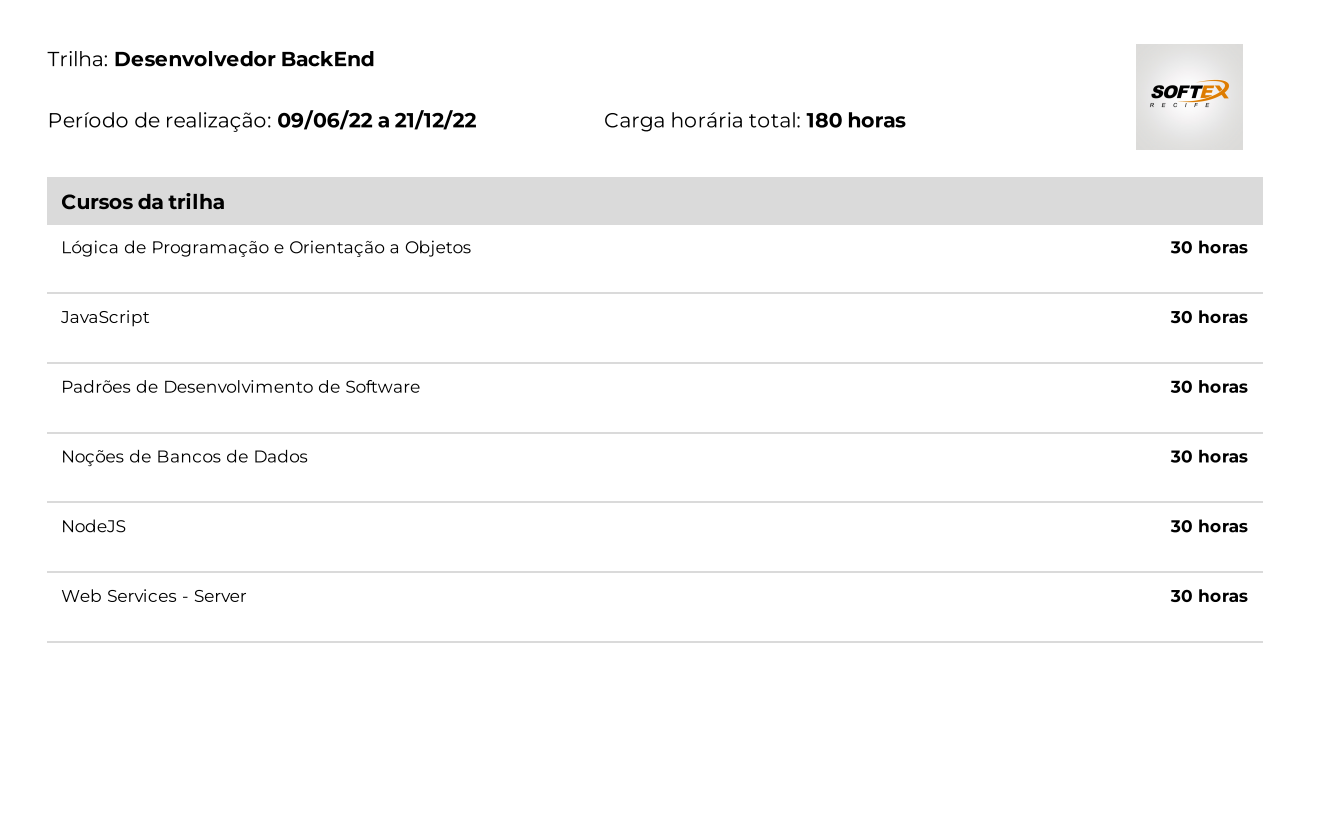 Trilha: Desenvolvedor BackEnd
SOFTEX
RECIFE
Período de realização: 09/06/22 a 21/12/22 Carga horária total: 180 horas
Cursos da trilha
Lógica de Programação e Orientação a Objetos 30 horas
JavaScript 30 horas
Padrões de Desenvolvimento de Software 30 horas
Noções de Bancos de Dados 30 horas
NodeJS 30 horas
Web Services - Server 30 horas